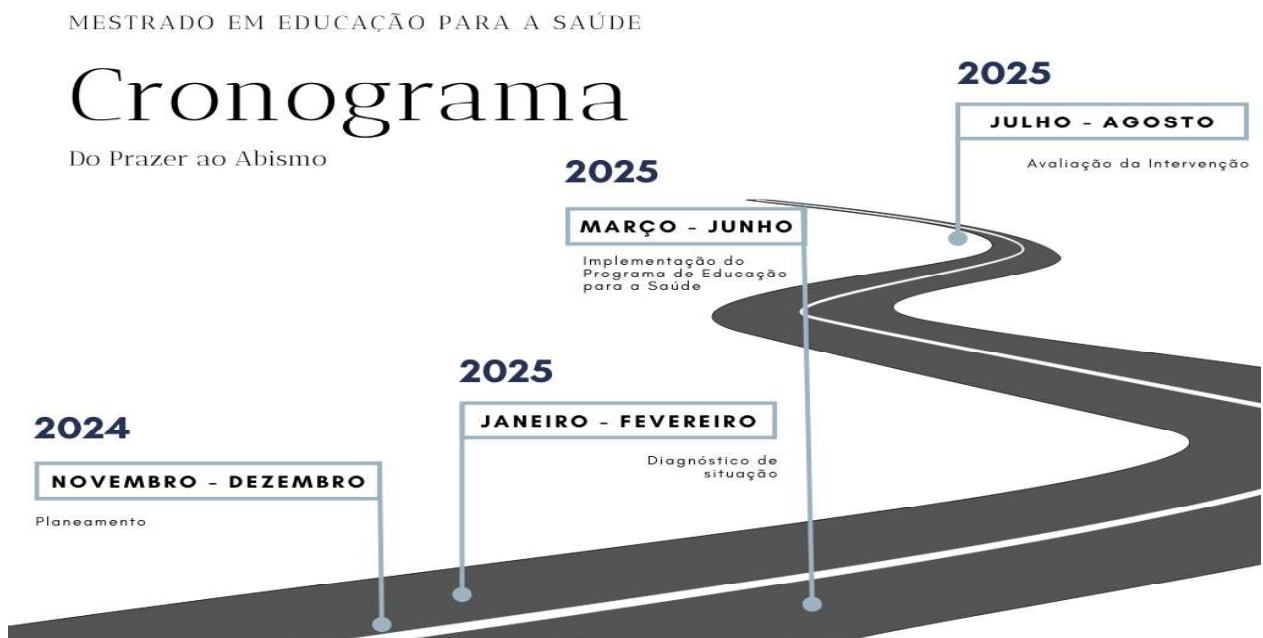 MESTRADO EM EDUCAÇÃO PARA A SAÚDE
Cronograma
Do Prazer ao Abismo
2024
NOVEMBRO - DEZEMBRO
Planeamento
2025
JANEIRO - FEVEREIRO
Diagnóstico de
situação
2025
MARÇO - JUNHO
Implementação do
Programa de Educação
para a Saúde
2025
JULHO - AGOSTO
Avaliação da Intervenção